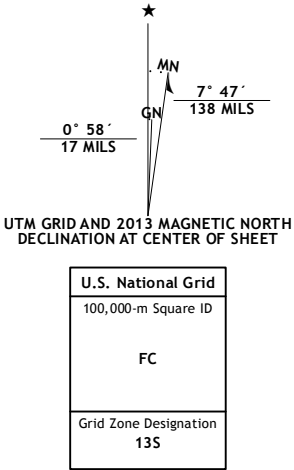 ★
MN
7° 47´
138 MILS
GN
0° 58´
17 MILS
UTM GRID AND 2013 MAGNETIC NORTH
DECLINATION AT CENTER OF SHEET
U.S. National Grid
100,000-m Square ID
FC
Grid Zone Designation
13S